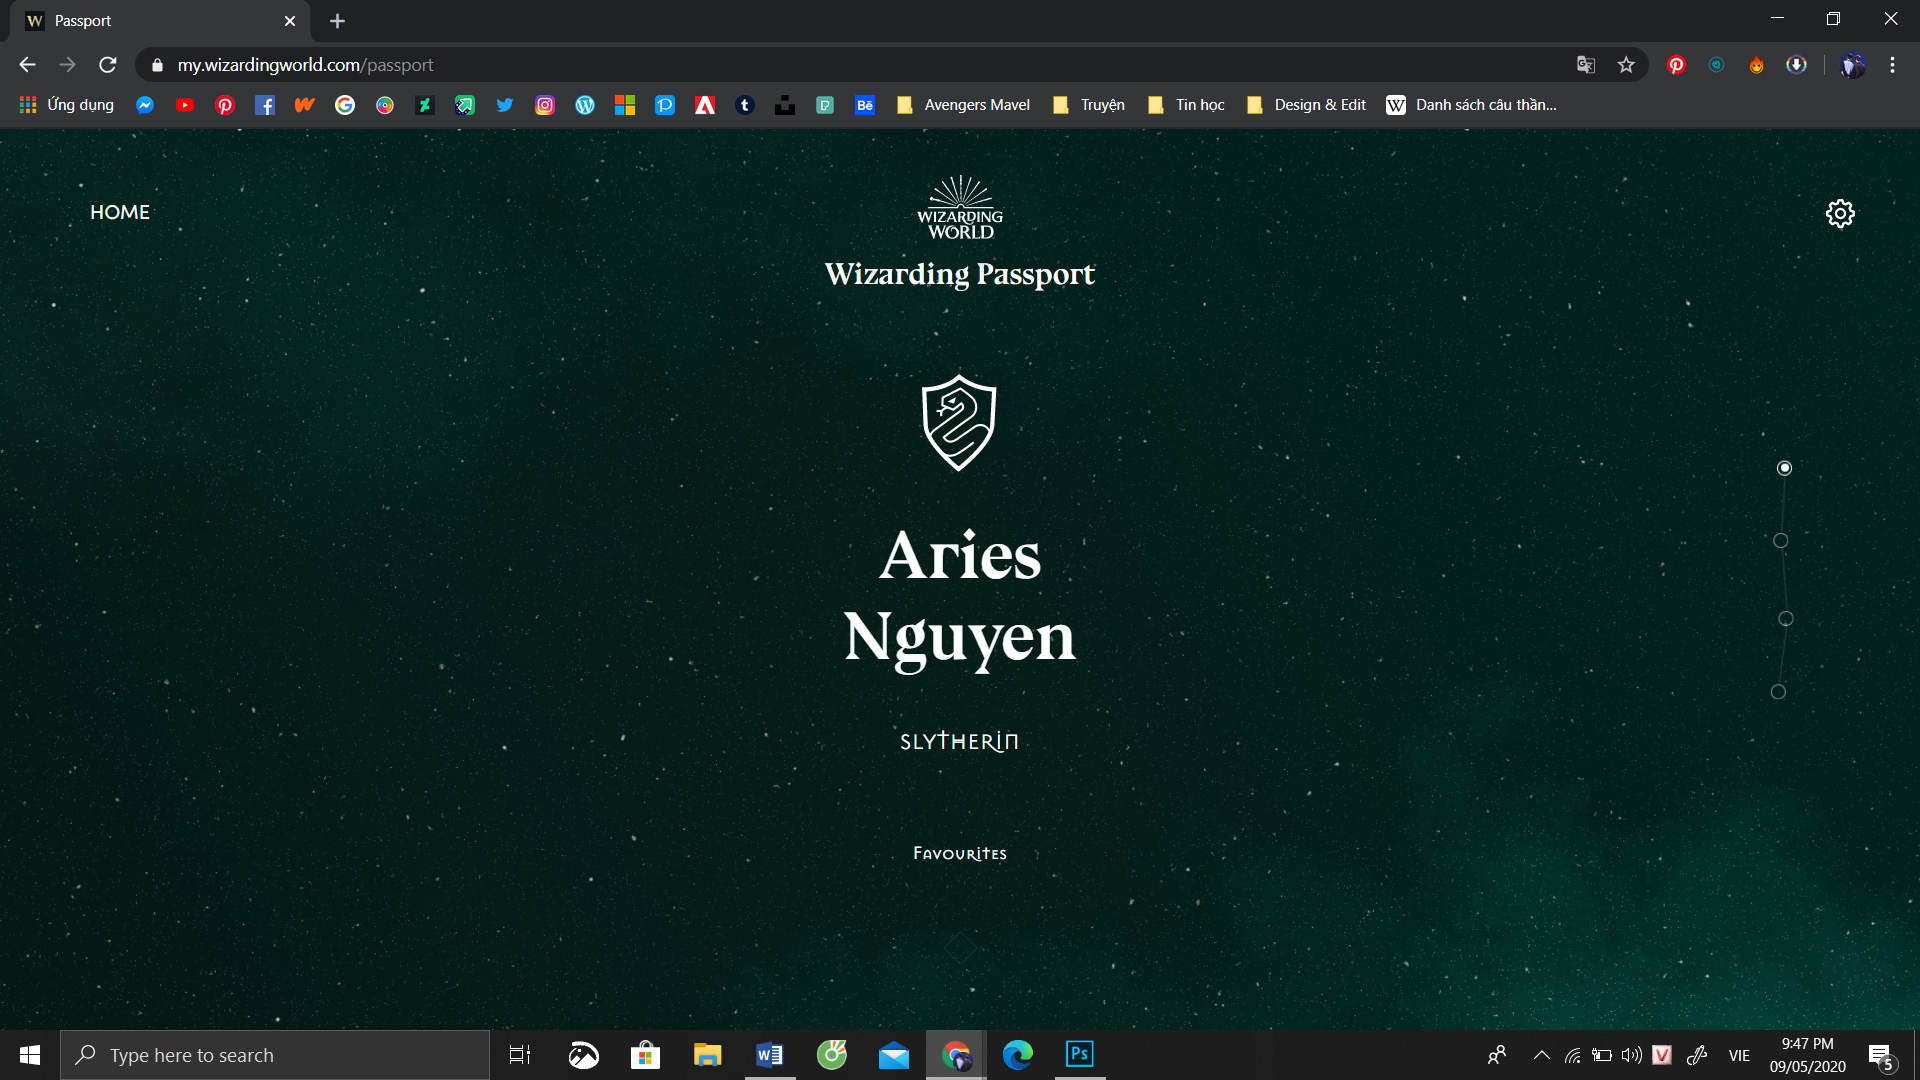 W Passport
my.wizardingworld.com/passport
Ứng dụng
Avengers Mavel
Truyện
Tin học
Design & Edit
W Danh sách câu thần...
HOME
WIZARDING
WORLD
Wizarding Passport
Aries
Nguyen
SLYTHERIN
FAVOURITES
Type here to search
VIE
9:47 PM
09/05/2020
5